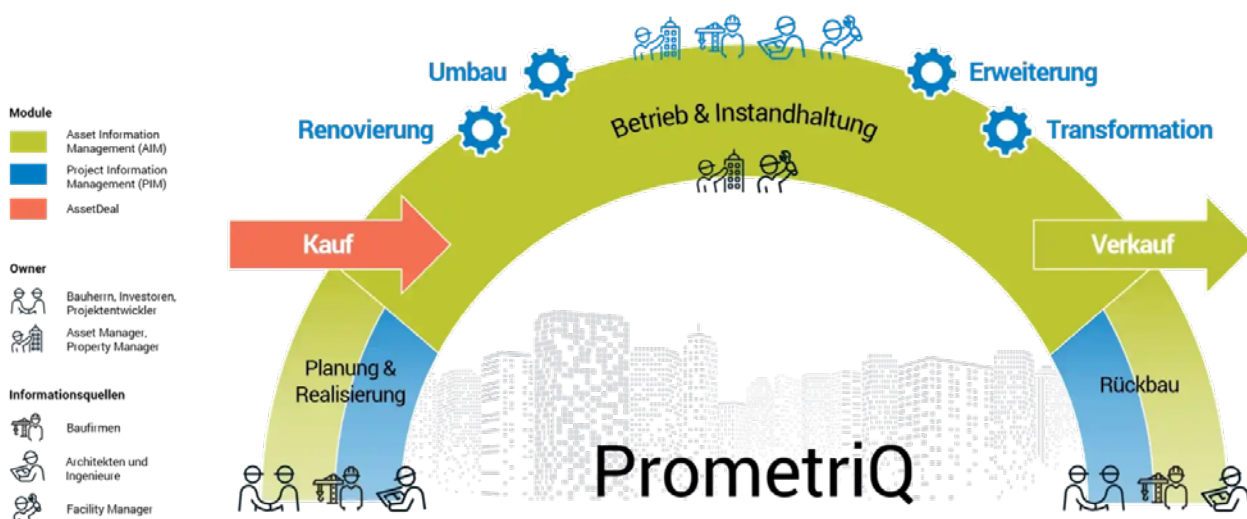 Module
Asset Information
Management (AIM)
Project Information
Management (PIM)
AssetDeal
Owner
Bauherrn, Investoren,
Projektentwickler
Asset Manager,
Property Manager
Informationsquellen
Baufirmen
Architekten und
Ingenieure
Facility Manager
Umbau
Renovierung
Erweiterung
Transformation
Betrieb & Instandhaltung
Kauf
Verkauf
Planung &
Realisierung
Rückbau
PrometriQ